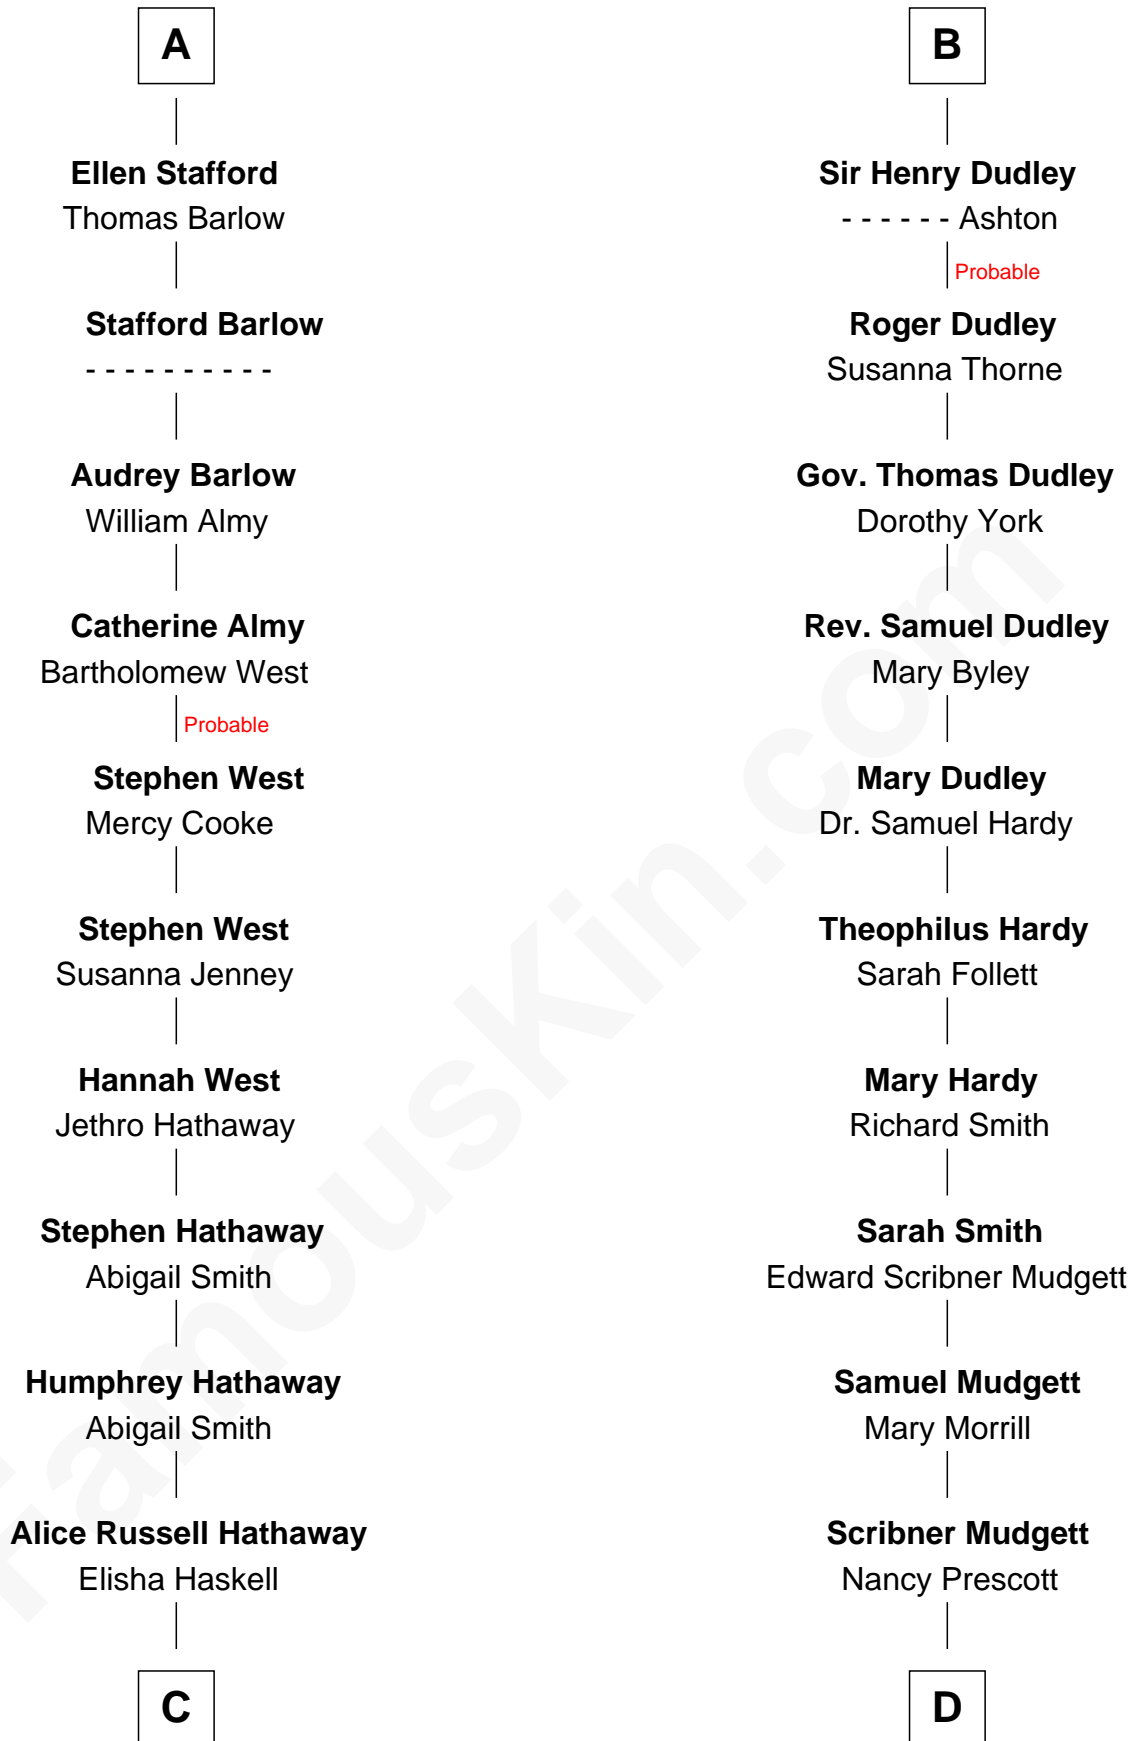 A
Ellen Stafford
Thomas Barlow
Stafford Barlow
- - - - - - - - - -
Audrey Barlow
William Almy
Catherine Almy
Bartholomew West
Probable
Stephen West
Mercy Cooke
Stephen West
Susanna Jenney
Hannah West
Jethro Hathaway
Stephen Hathaway
Abigail Smith
Humphrey Hathaway
Abigail Smith
Alice Russell Hathaway
Elisha Haskell
C
B
Sir Henry Dudley
- - - - - - Ashton
Probable
Roger Dudley
Susanna Thorne
Gov. Thomas Dudley
Dorothy York
Rev. Samuel Dudley
Mary Byley
Mary Dudley
Dr. Samuel Hardy
Theophilus Hardy
Sarah Follett
Mary Hardy
Richard Smith
Sarah Smith
Edward Scribner Mudgett
Samuel Mudgett
Mary Morrill
Scribner Mudgett
Nancy Prescott
D
FamousKin.com